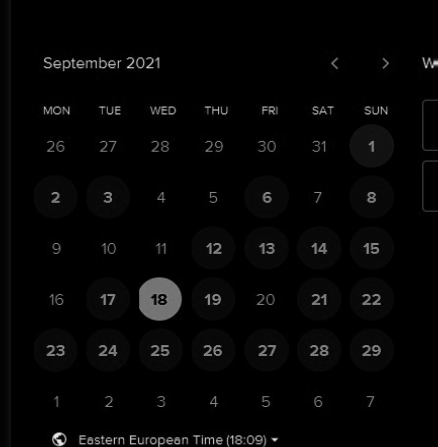 September 2021
MON TUE WED THU FRI SAT SUN
26 27 28 29 30 31 1
2 3 4 5 6 7 8
9 10 11 12 13 14 15
16 17 18 19 20 21 22
23 24 25 26 27 28 29
1 2 3 4 5 6 7
Eastern European Time (18:09)